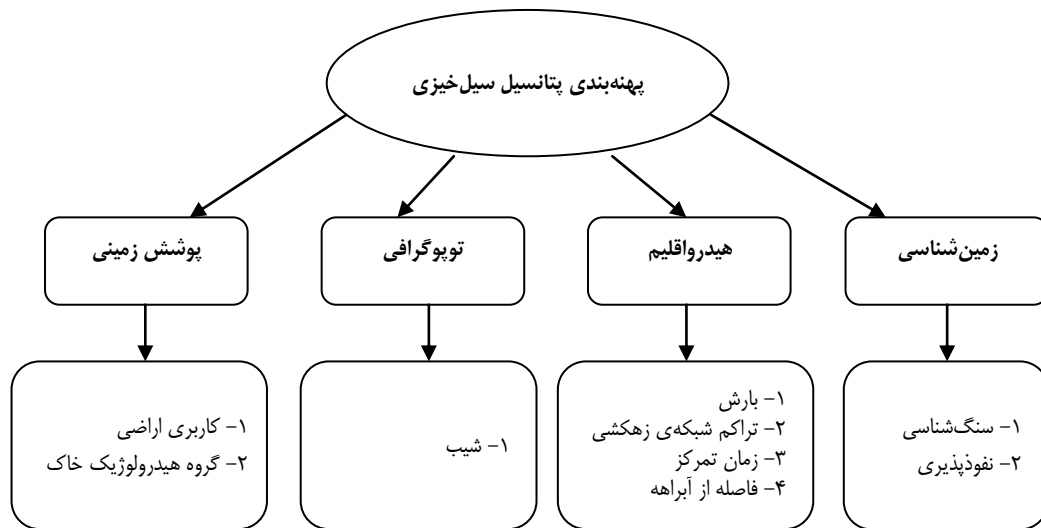 پهنه‌بندی پتانسیل سیل‌خیزی
زمین‌شناسی
هیدرواقلیم
توپوگرافی
پوشش زمینی
۱- سنگ‌شناسی
۲- نفوذپذیری
۱- بارش
۲- تراکم شبکه‌ی زهکشی
۳- زمان تمرکز
۴- فاصله از آبراهه
۱- شیب
۱- کاربری اراضی
۲- گروه هیدرولوژیک خاک